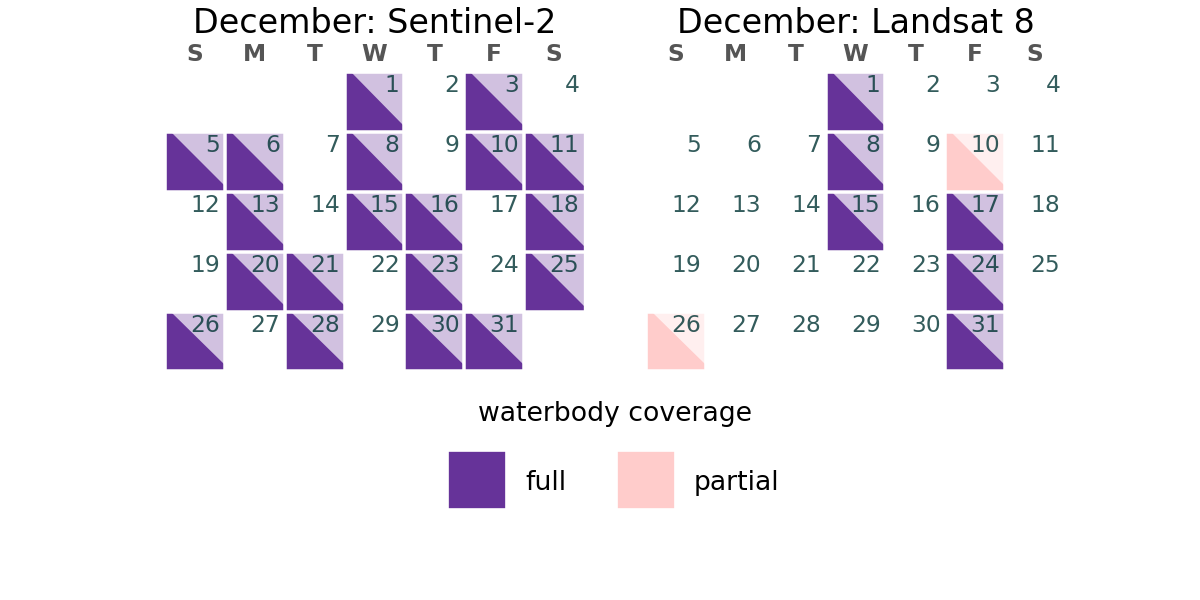 December: Sentinel-2
S M T W T F S
1 2 3 4
5 6 7 8 9 10 11
12 13 14 15 16 17 18
19 20 21 22 23 24 25
26 27 28 29 30 31
December: Landsat 8
S M T W T F S
1 2 3 4
5 6 7 8 9 10 11
12 13 14 15 16 17 18
19 20 21 22 23 24 25
26 27 28 29 30 31
waterbody coverage
full partial